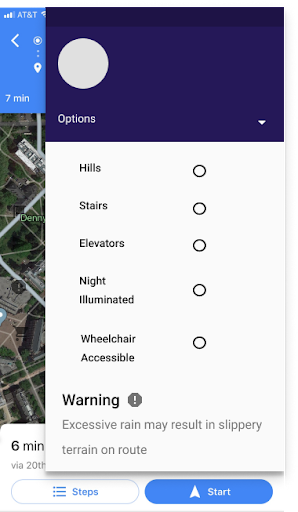 AT&T
7 min
Options
Hills
Stairs
Elevators
Night
Illuminated
Wheelchair
Accessible
Denny
Warning
Excessive rain may result in slippery
terrain on route
6 min
via 20th
Steps
Start